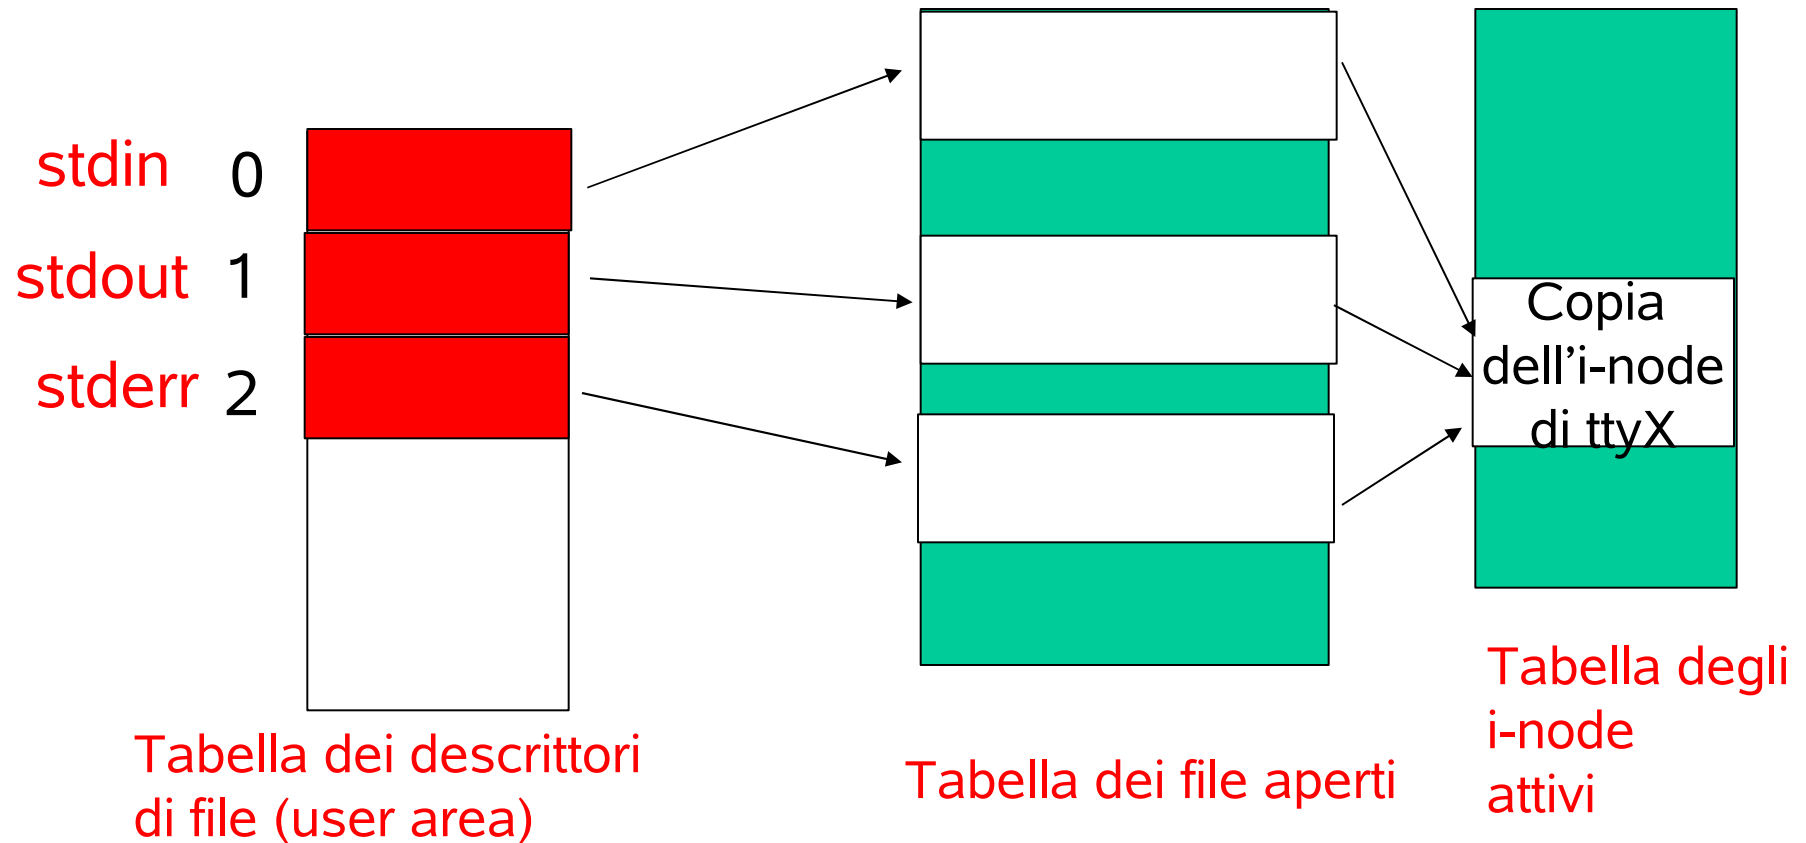 stdin 0
stdout 1
stderr 2
Copia
dell'i-node
di ttyX
Tabella dei descrittori
di file (user area)
Tabella dei file aperti
Tabella degli
i-node
attivi